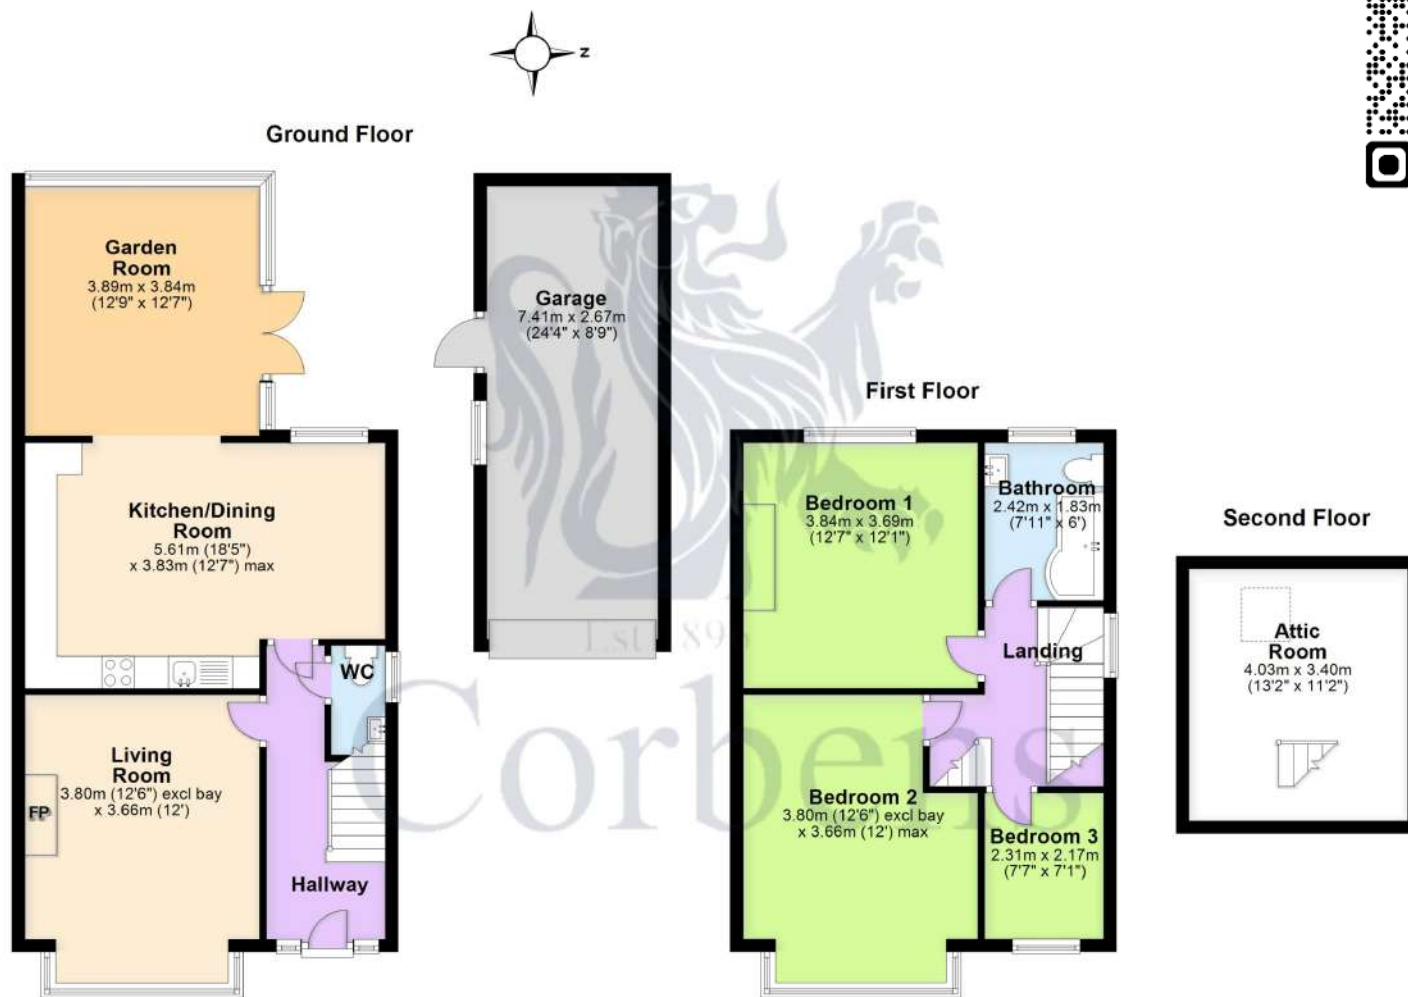 z
Ground Floor
Garden
Room
3.89m x 3.84m
(12'9" x 12'7")
Garage
7.41m x 2.67m
(24'4" x 8'9")
First Floor
Kitchen/Dining
Room
5.61m (18'5")
x 3.83m (12'7") max
Bedroom 1
3.84m x 3.69m
(12'7" x 12'1")
Bathroom
2.42m x 1.83m
(7'11" x 6')
Second Floor
Landing
Attic
Room
4.03m x 3.40m
(13'2" x 11'2")
WC
Living
Room
3.80m (12'6") excl bay
x 3.66m (12')
FP
Hallway
Bedroom 2
3.80m (12'6") excl bay
x 3.66m (12') max
Bedroom 3
2.31m x 2.17m
(7'7" x 7'1")
Est
Corbens